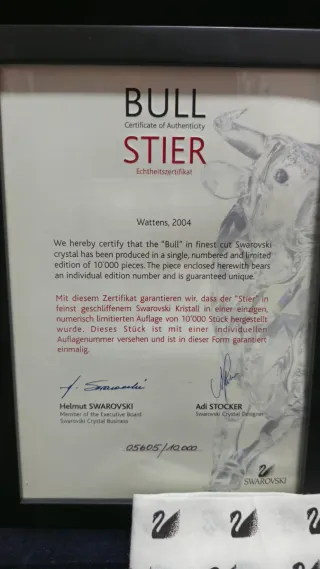 BULL
Certificate of Authenticity
STIER
Echtheitszertifikat
Wattens, 2004
We hereby certify that the "Bull" in finest cut Swarovski
crystal has been produced in a single, numbered and limited
edition of 10'000 pieces. The piece enclosed herewith bears
an individual edition number and is guaranteed unique.
Mit diesem Zertifikat garantieren wir, dass der "Stier" in
feinst geschliffenem Swarovski Kristall in einer einzigen,
numerisch limitierten Auflage von 10'000 Stück hergestellt
wurde. Dieses Stück ist mit einer individuellen
Auflagenummer versehen und ist in dieser Form garantiert
einmalig.
Helmut SWAROVSKI
Member of the Executive Board
Swarovski Crystal Business
Adi STOCKER
Swarovski Crystal Designer
05605/10.000
SWAROVSKI